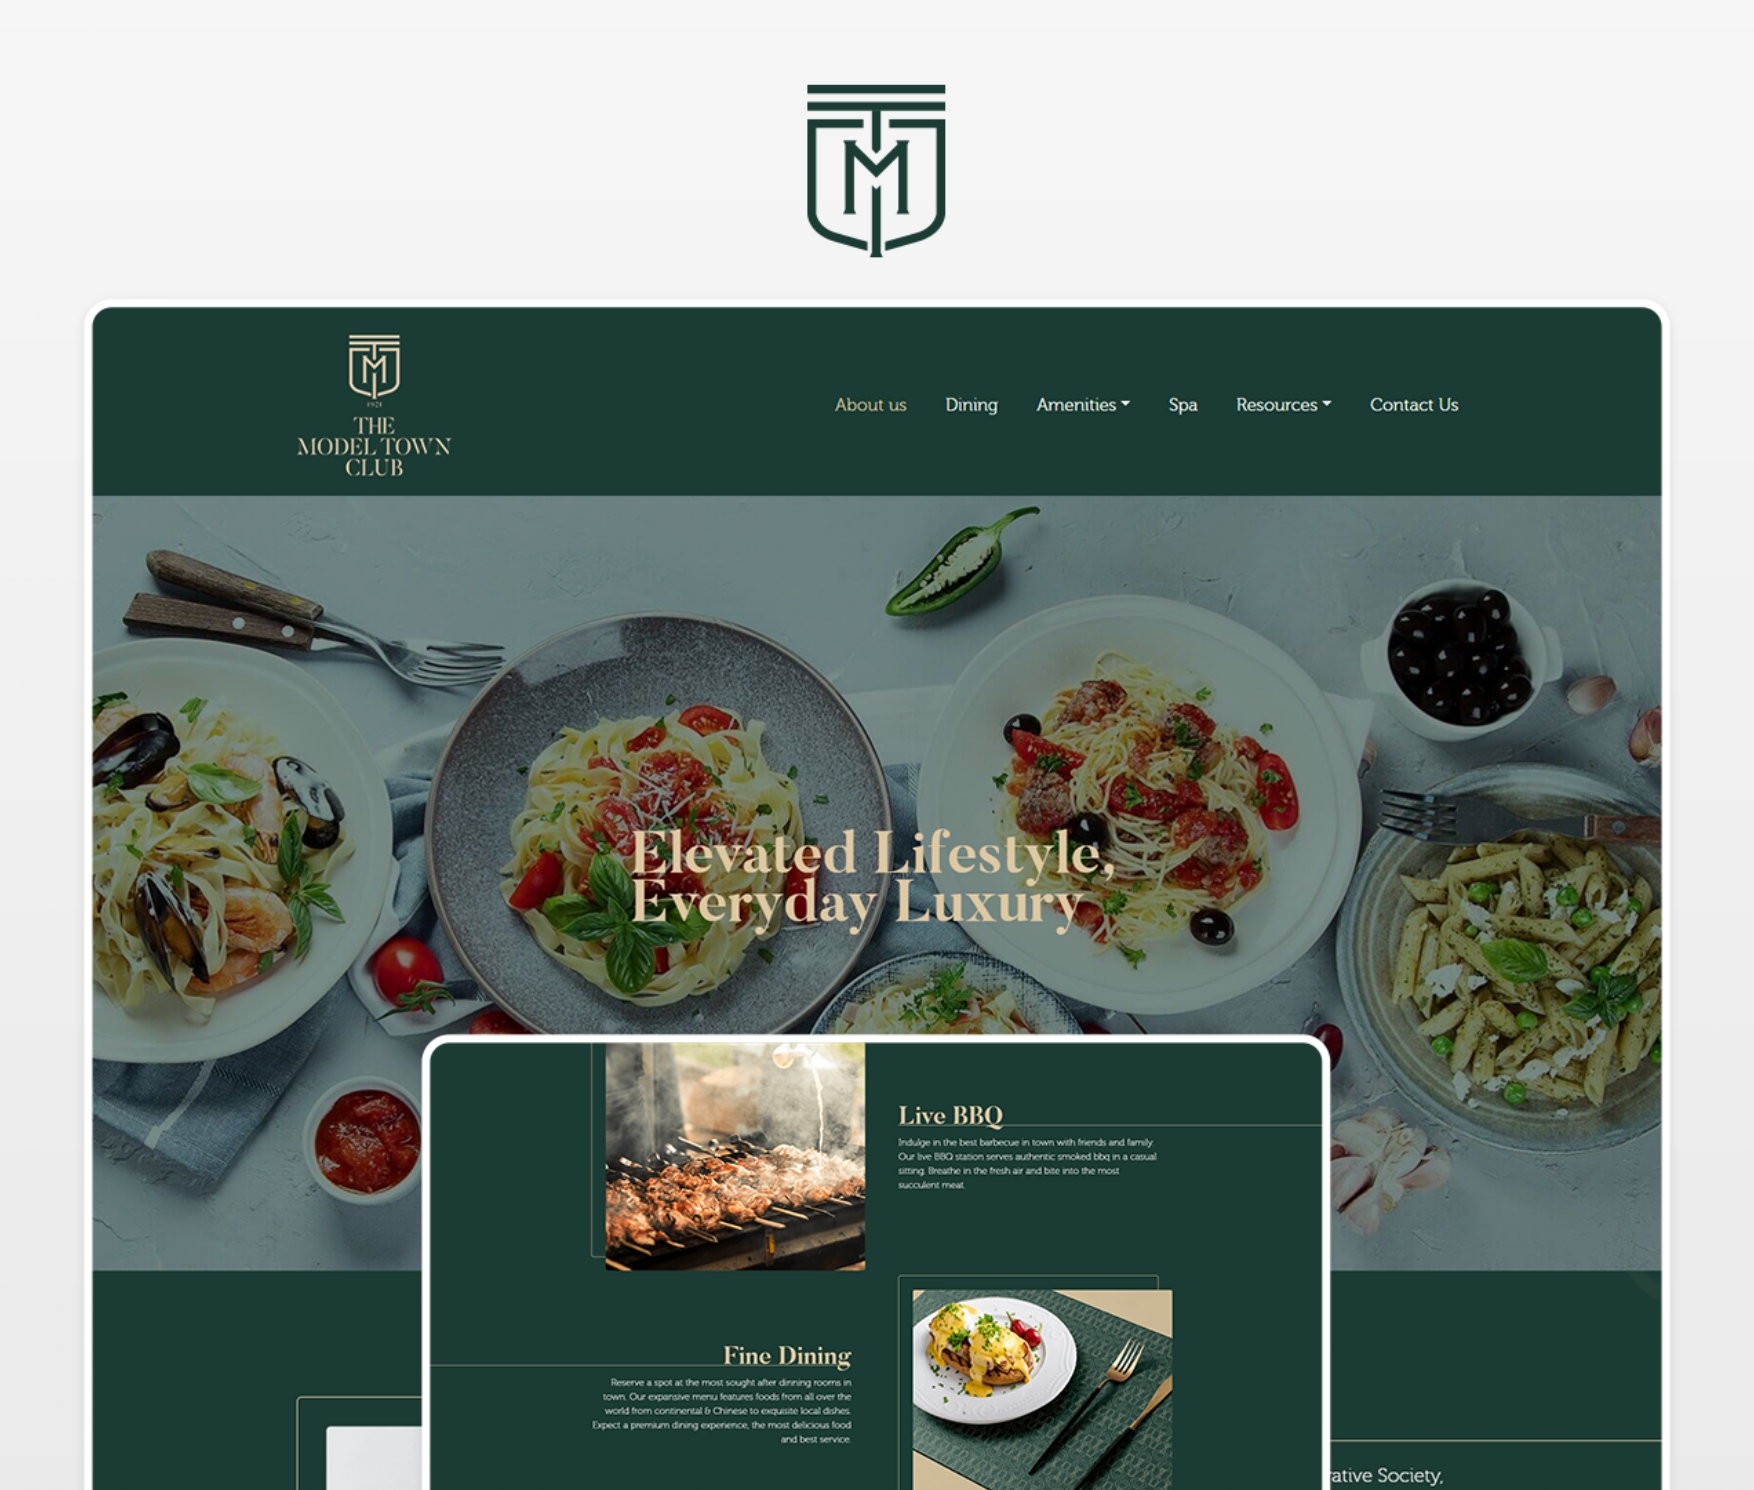 TM
1921
THE
MODEL TOWN
CLUB
About us
Dining
Amenities
Spa
Resources
Contact Us
Elevated Lifestyle,
Everyday Luxury
Live BBQ
Indulge in the best barbecue in town with friends and family.
Our live BBQ station serves authentic smoked bbq in a casual
sitting. Breathe in the fresh air and bite into the most
succulent meat.
Fine Dining
Reserve a spot at the most sought after dinning rooms in
town. Our expansive menu features foods from all over the
world from continental & Chinese to exquisite local dishes.
Expect a premium dining experience, the most delicious food
and best service.
rative Society,